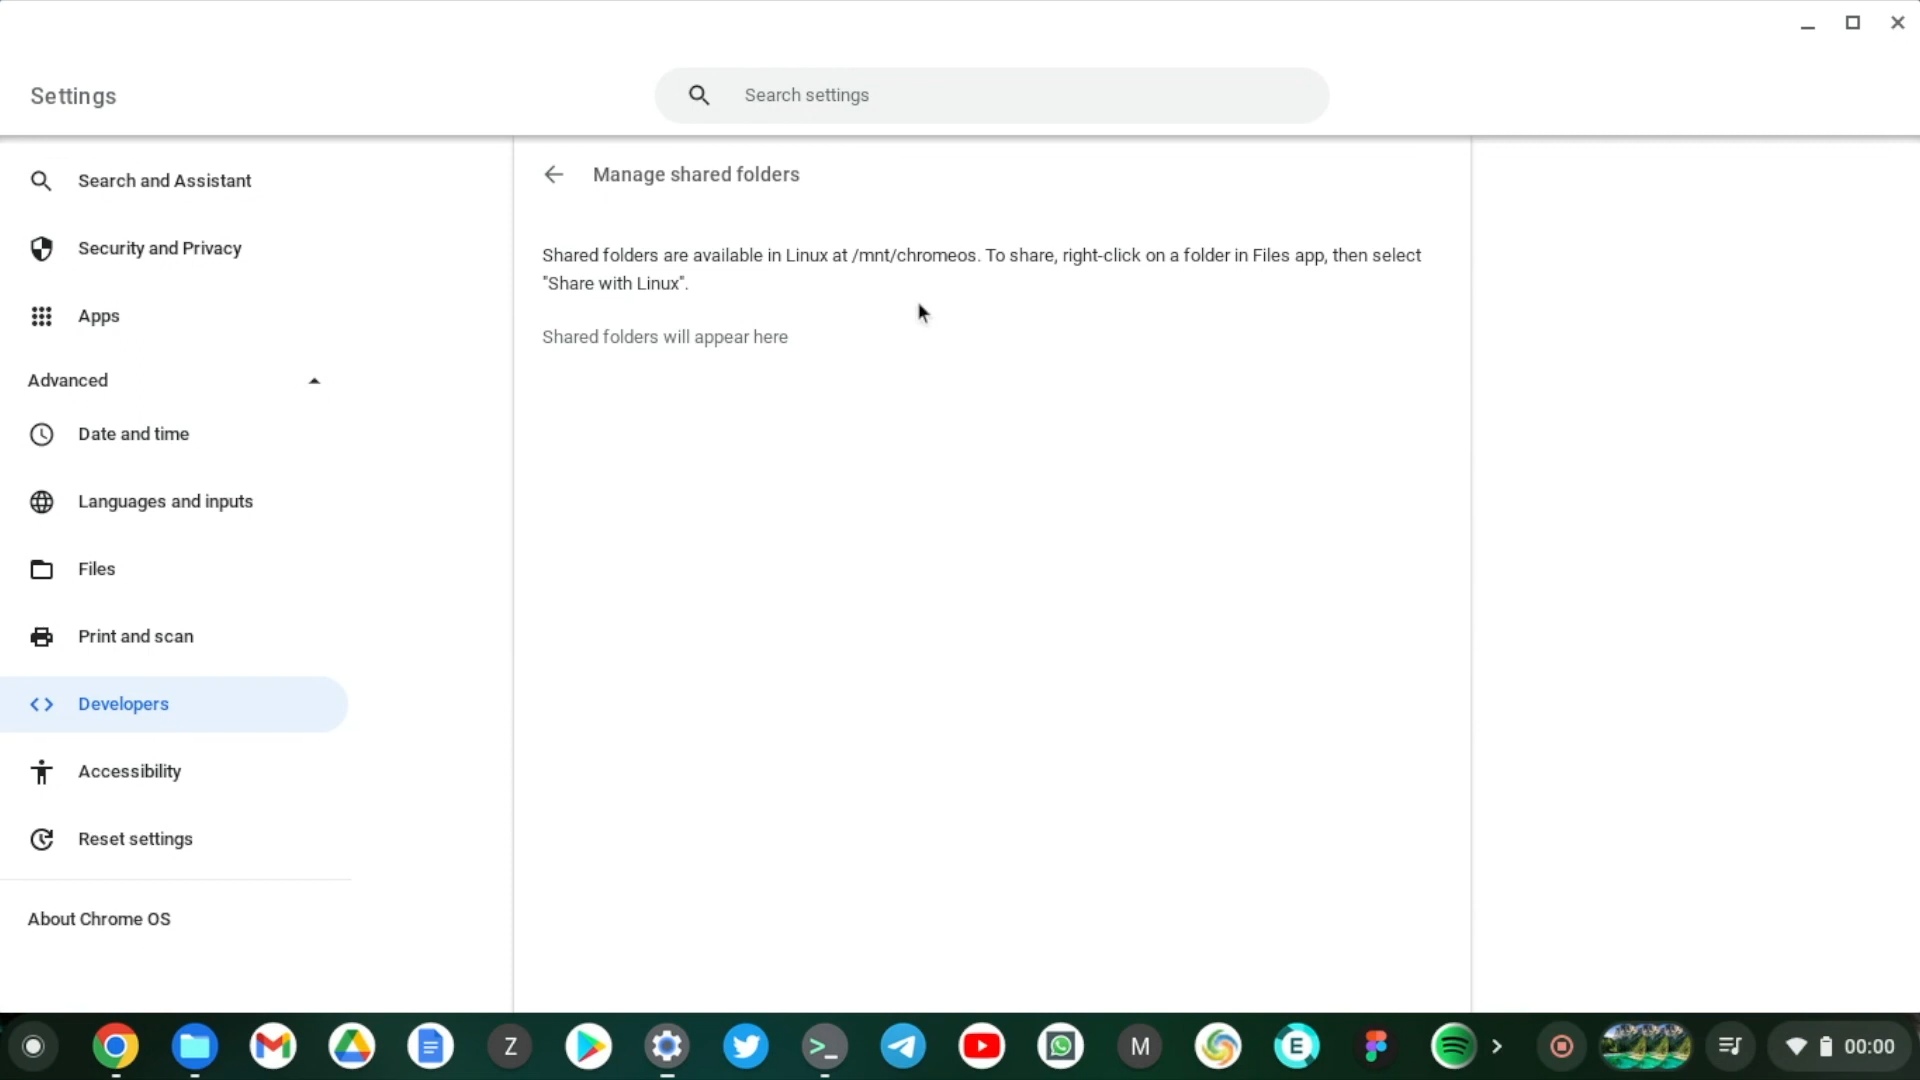 Settings
Search settings
Search and Assistant
Security and Privacy
Apps
Advanced
Date and time
Languages and inputs
Files
Print and scan
Developers
Accessibility
Reset settings
About Chrome OS
Manage shared folders
Shared folders are available in Linux at /mnt/chromeos. To share, right-click on a folder in Files app, then select
"Share with Linux".
Shared folders will appear here
Z
>_
M
E
00:00